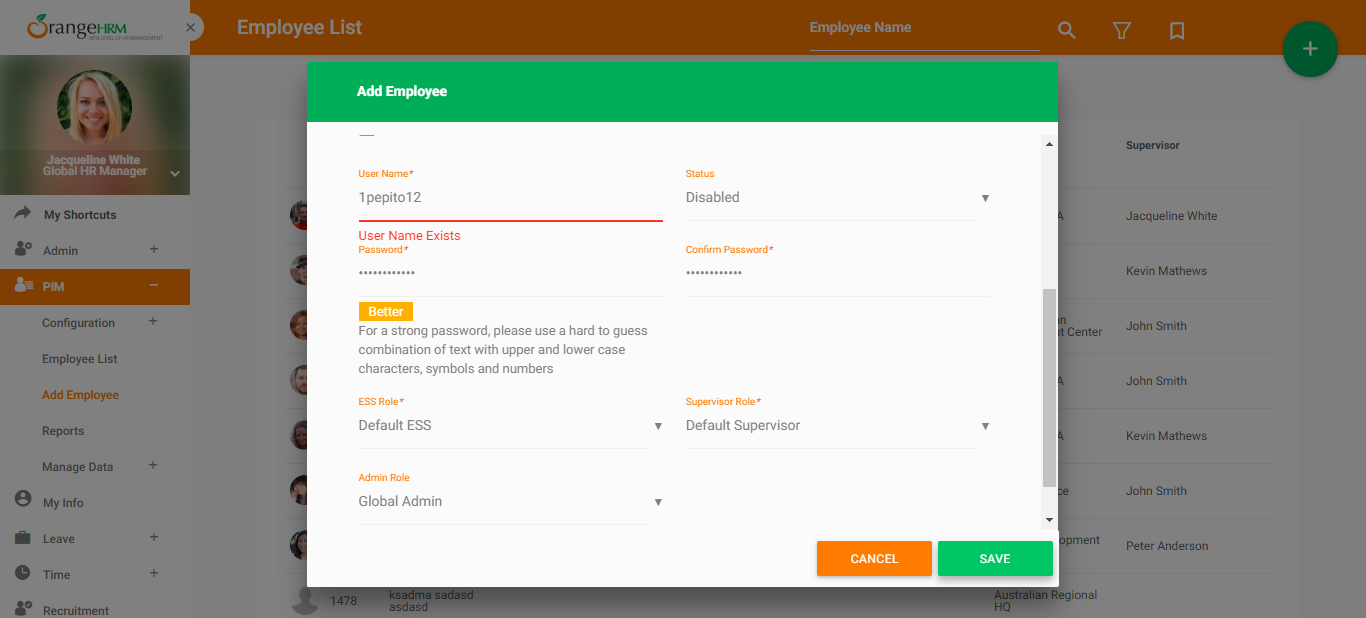 OrangeHRM
NEW LEVEL OF HR MANAGEMENT
Employee List
Employee Name
Jacqueline White
Global HR Manager
My Shortcuts
Admin
PIM
Configuration
Employee List
Add Employee
Reports
Manage Data
My Info
Leave
Time
Recruitment
Add Employee
User Name*
1pepito12
Status
Disabled
User Name Exists
Password*
Confirm Password*
Better
For a strong password, please use a hard to guess
combination of text with upper and lower case
characters, symbols and numbers
ESS Role*
Default ESS
Supervisor Role*
Default Supervisor
Admin Role
Global Admin
CANCEL
SAVE
Supervisor
A
Jacqueline White
Kevin Mathews
n
t Center
John Smith
A
John Smith
A
Kevin Mathews
ce
John Smith
opment
Peter Anderson
1478
ksadma sadasd
asdasd
Australian Regional
HQ